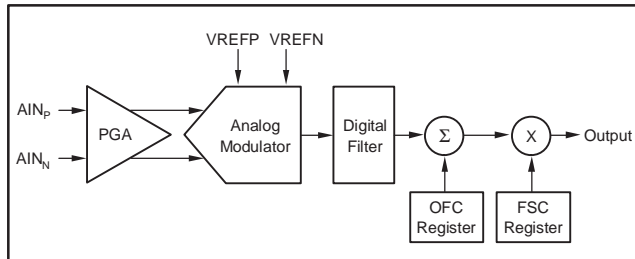 VREFP VREFN
AINP
PGA
AINN
Analog
Modulator
Digital
Filter
Σ
X
Output
OFC
Register
FSC
Register